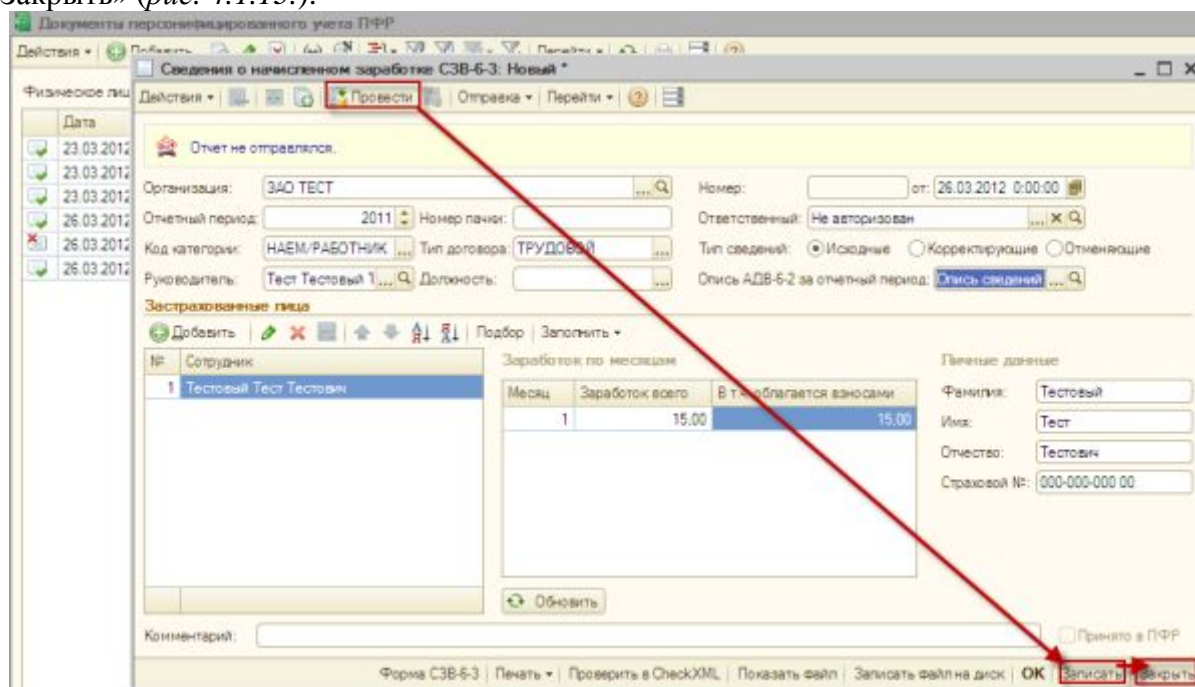 Закрыть» (рис. 4.1.13.).
Документы персонифицированного учета ПФР
Действия Добавить Перейти
Сведения о начисленном заработке СЗВ-6-3: Новый *
Физическое лиц
Действия Провести Отправка Перейти
Дата
23.03.2012
23.03.2012
23.03.2012
26.03.2012
26.03.2012
26.03.2012
Отчет не отправлялся.
Организация: ЗАО ТЕСТ ... Номер: от: 26.03.2012 0:00:00
Отчетный период: 2011 Номер пачки: Ответственный: Не авторизован ... X
Код категории: НАЕМ/РАБОТНИК ... Тип договора: ТРУДОВОЙ ... Тип сведений: Исходные Корректирующие Отменяющие
Руководитель: Тест Тестовый Т ... Должность: ... Опись АДВ-6-2 за отчетный период: Опись сведений ...
Застрахованные лица
Добавить Подбор Заполнить
№ Сотрудник
1 Тестовый Тест Тестович
Заработок по месяцам
Месяц Заработок всего В т.ч. облагается взносами
1 15,00 15,00
Личные данные
Фамилия: Тестовый
Имя: Тест
Отчество: Тестович
Страховой №: 000-000-000 00
Обновить
Комментарий: Принято в ПФР
Форма СЗВ-6-3 Печать Проверить в CheckXML Показать файл Записать файл на диск OK Записать Закрыть